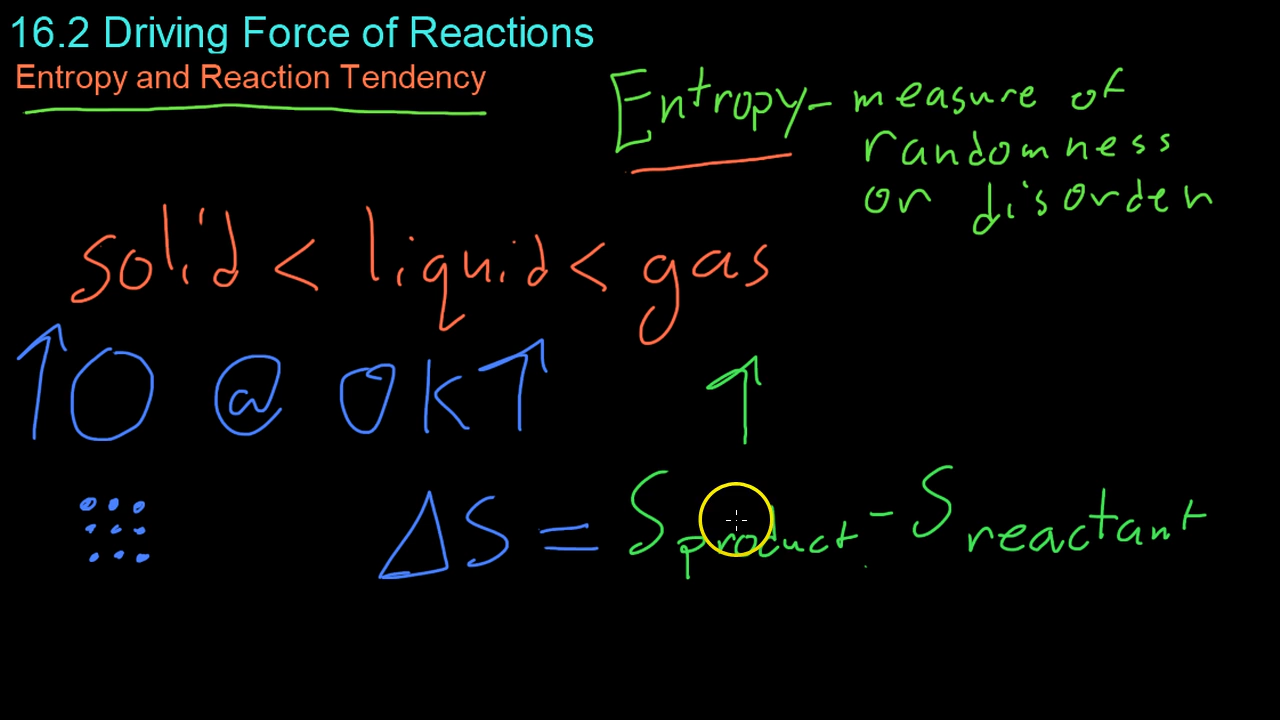 16.2 Driving Force of Reactions
Entropy and Reaction Tendency
Entropy - measure of
randomness
or disorder
solid < liquid < gas
↑0 @ 0K↑ ↑
ΔS = Sproduct - Sreactant